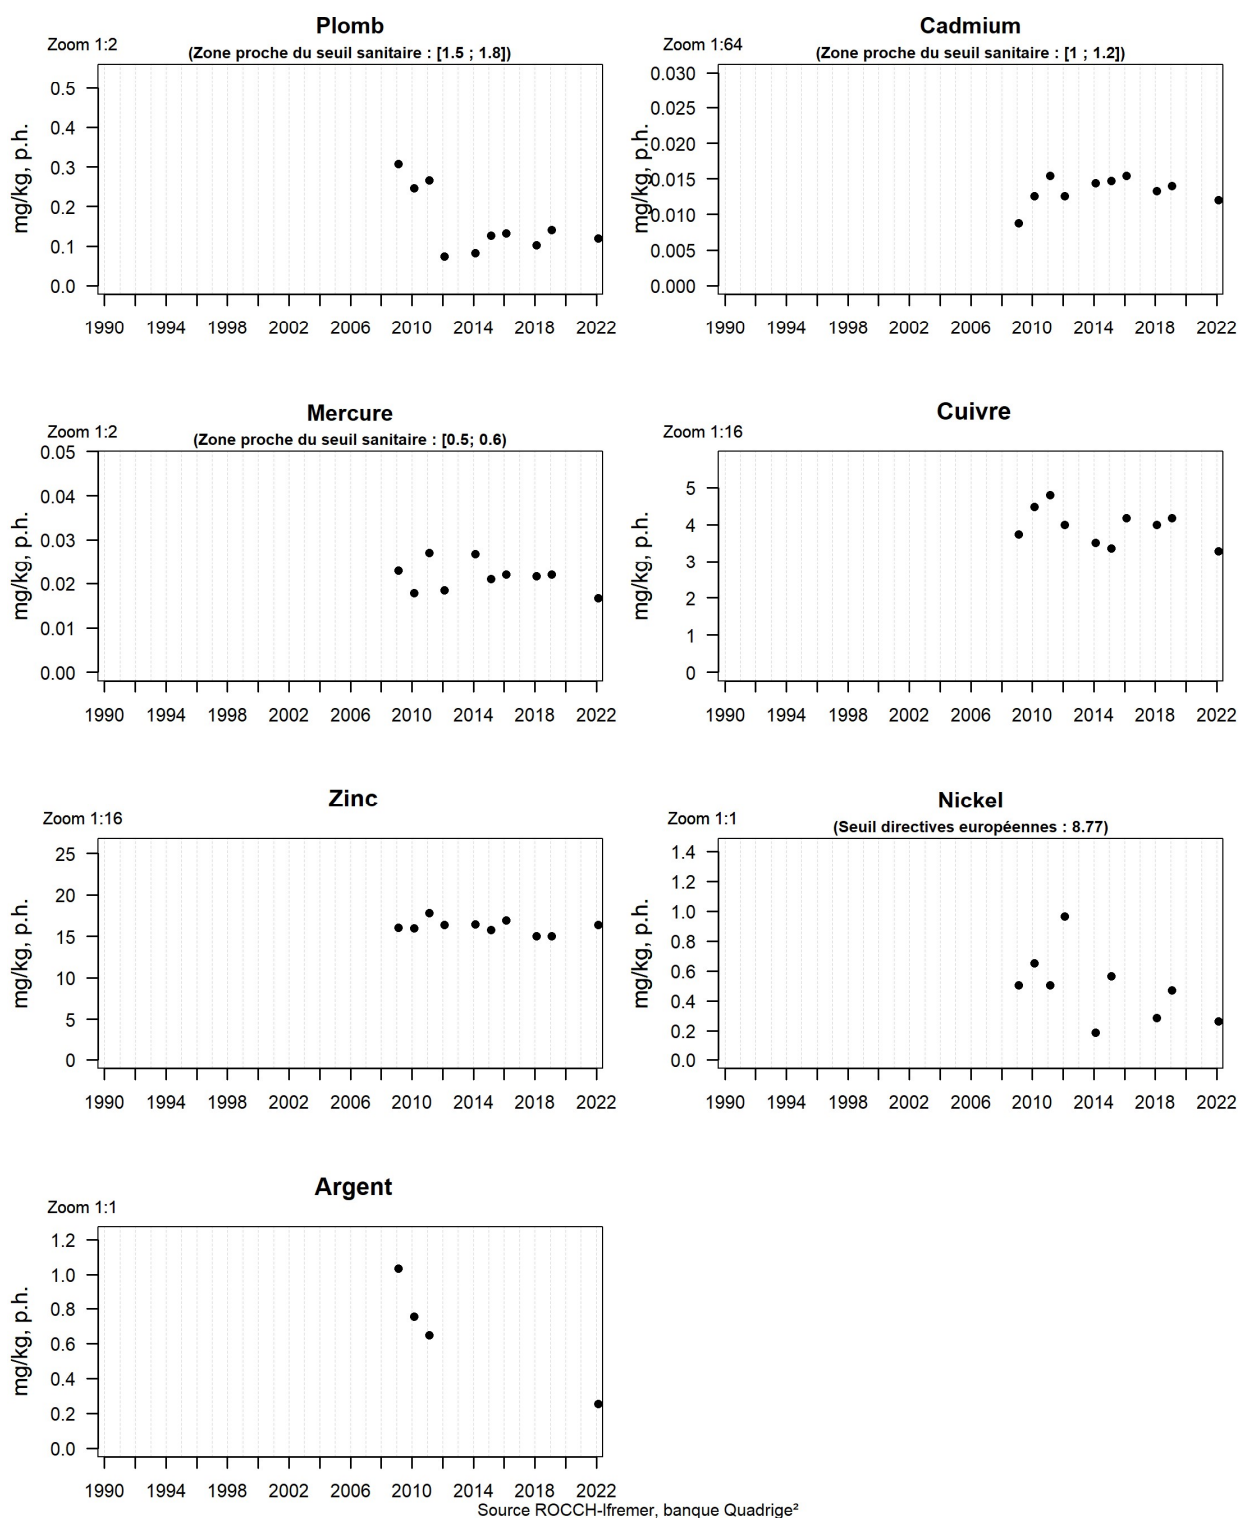 Plomb
Zoom 1:2
(Zone proche du seuil sanitaire : [1.5 ; 1.8])
mg/kg, p.h.
0.5
0.4
0.3
0.2
0.1
0.0
1990 1994 1998 2002 2006 2010 2014 2018 2022
Cadmium
Zoom 1:64
(Zone proche du seuil sanitaire : [1 ; 1.2])
mg/kg, p.h.
0.030
0.025
0.020
0.015
0.010
0.005
0.000
1990 1994 1998 2002 2006 2010 2014 2018 2022
Mercure
Zoom 1:2
(Zone proche du seuil sanitaire : [0.5; 0.6)
mg/kg, p.h.
0.05
0.04
0.03
0.02
0.01
0.00
1990 1994 1998 2002 2006 2010 2014 2018 2022
Cuivre
Zoom 1:16
mg/kg, p.h.
5
4
3
2
1
0
1990 1994 1998 2002 2006 2010 2014 2018 2022
Zinc
Zoom 1:16
mg/kg, p.h.
25
20
15
10
5
0
1990 1994 1998 2002 2006 2010 2014 2018 2022
Nickel
Zoom 1:1
(Seuil directives européennes : 8.77)
mg/kg, p.h.
1.4
1.2
1.0
0.8
0.6
0.4
0.2
0.0
1990 1994 1998 2002 2006 2010 2014 2018 2022
Argent
Zoom 1:1
mg/kg, p.h.
1.2
1.0
0.8
0.6
0.4
0.2
0.0
1990 1994 1998 2002 2006 2010 2014 2018 2022
Source ROCCH-Ifremer, banque Quadrige²